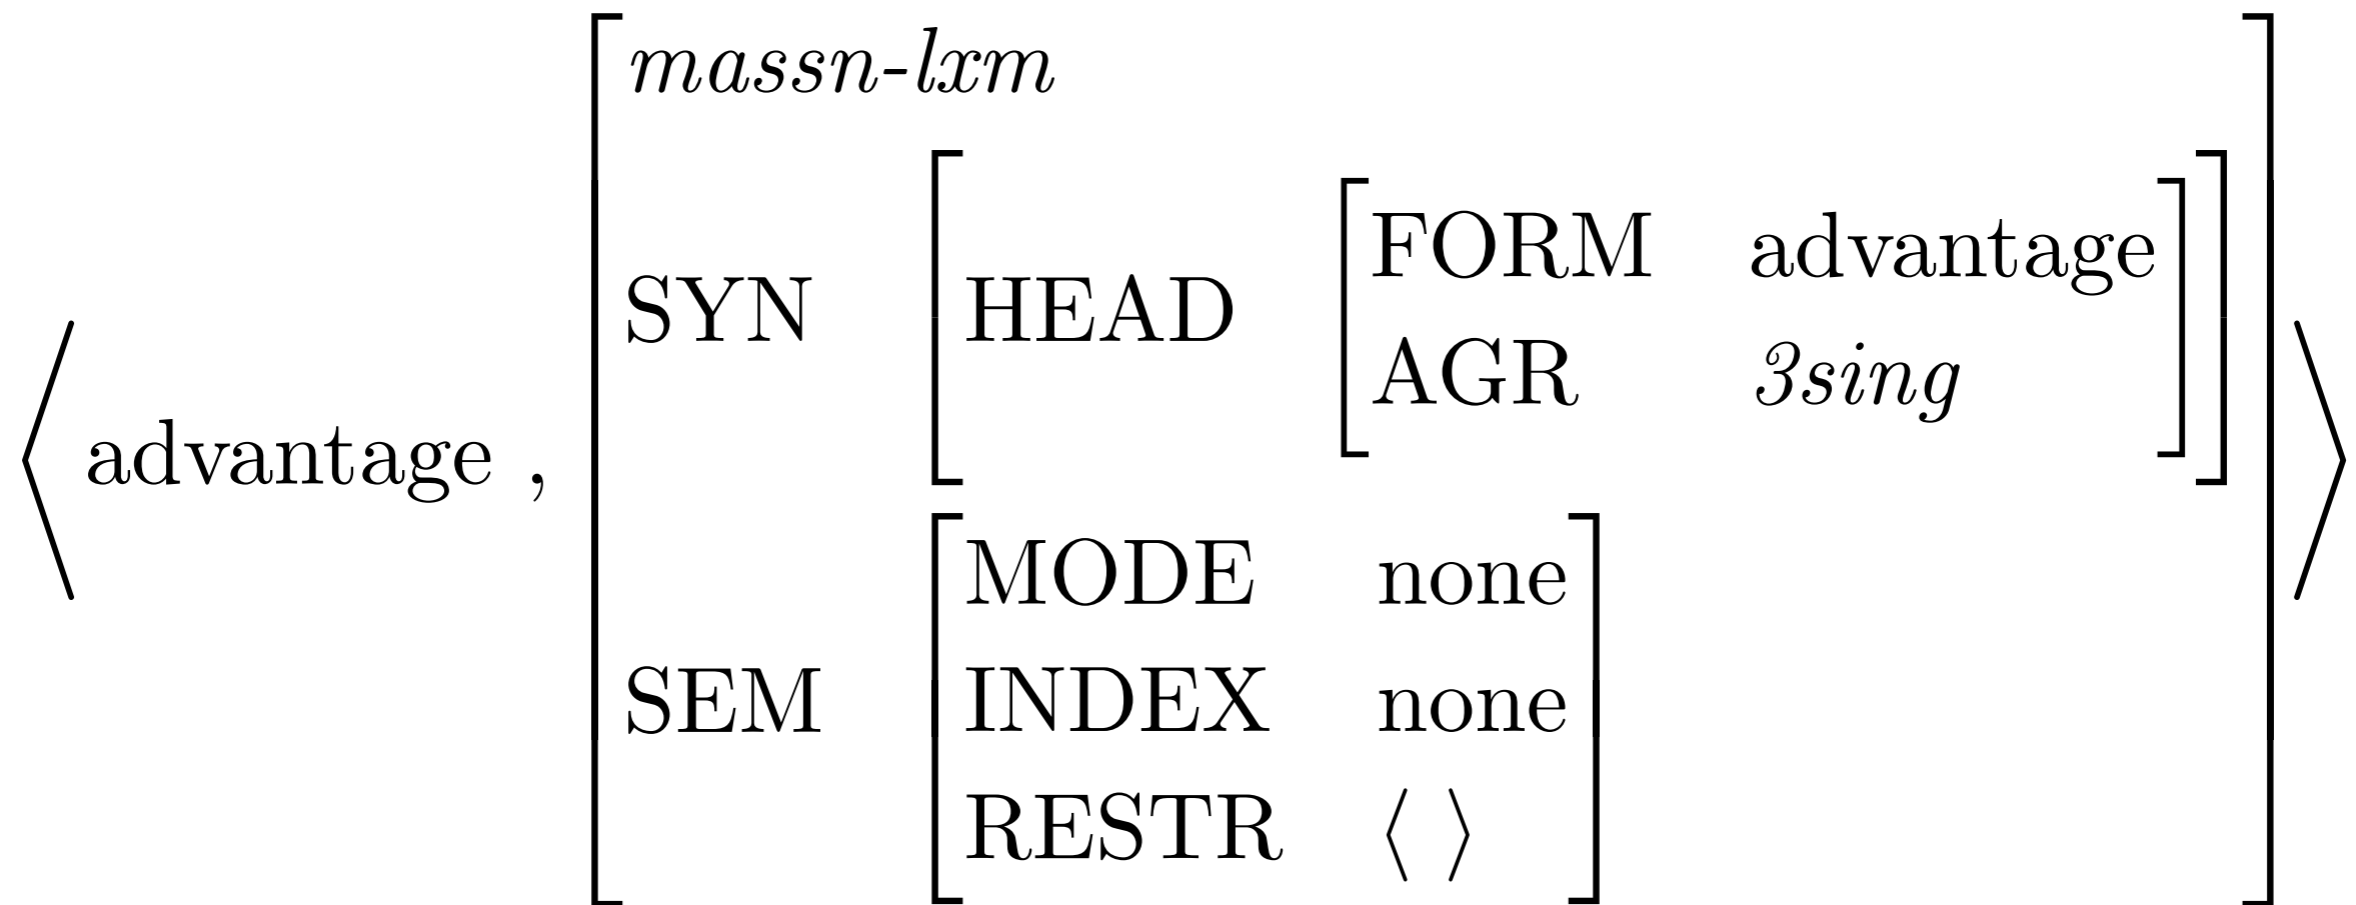 massn-lxm
FORM advantage
SYN HEAD
AGR 3sing
⟨ advantage ,
MODE none
SEM INDEX none
RESTR ⟨ ⟩ ⟩